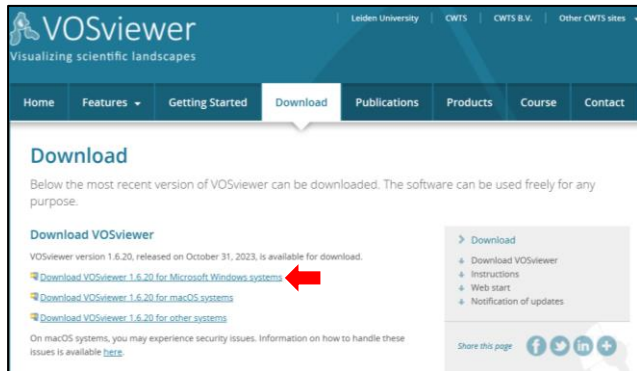 VOSviewer
Visualizing scientific landscapes
Leiden University
CWTS
CWTS B.V.
Other CWTS sites
Home
Features
Getting Started
Download
Publications
Products
Course
Contact
Download
Below the most recent version of VOSviewer can be downloaded. The software can be used freely for any
purpose.
Download VOSviewer
VOSviewer version 1.6.20, released on October 31, 2023, is available for download.
Download VOSviewer 1.6.20 for Microsoft Windows systems
Download VOSviewer 1.6.20 for macOS systems
Download VOSviewer 1.6.20 for other systems
On macOS systems, you may experience security issues. Information on how to handle these
issues is available here.
Download
Download VOSviewer
Instructions
Web start
Notification of updates
Share this page